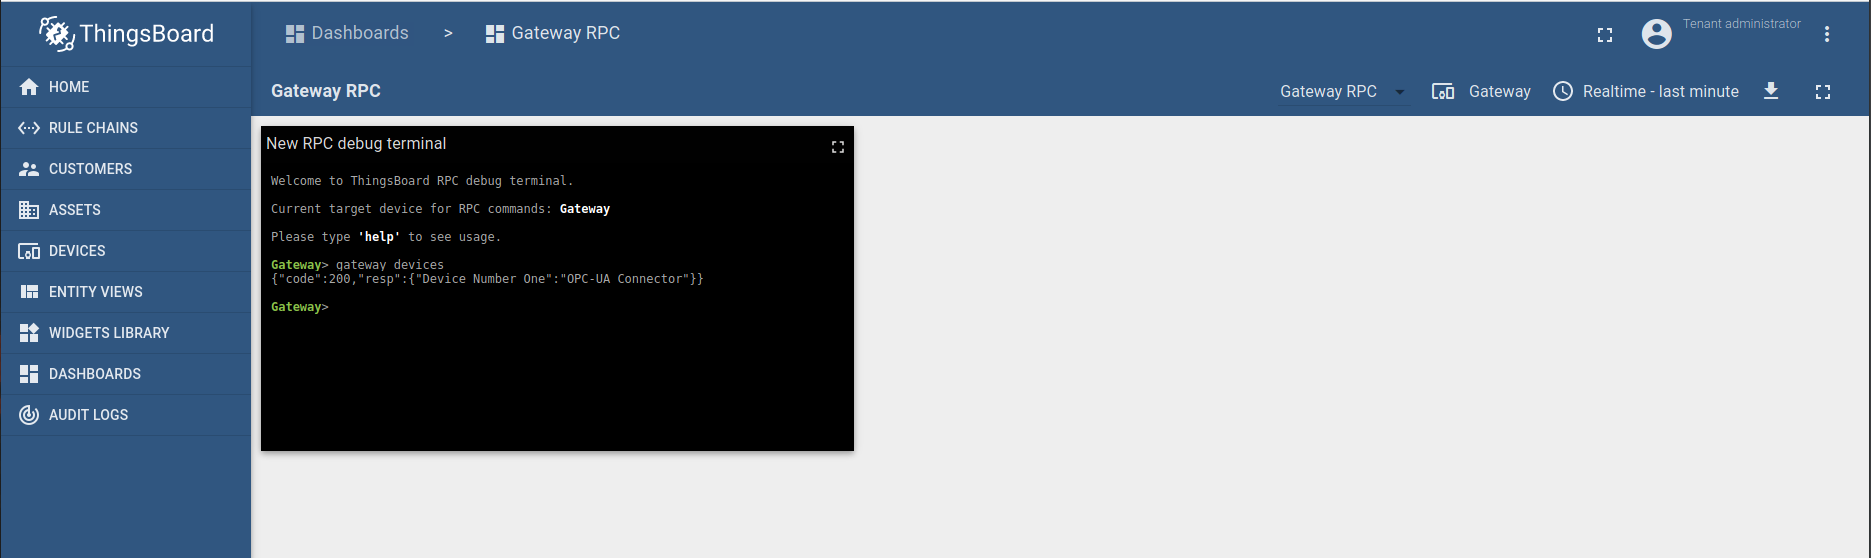 ThingsBoard
Dashboards > Gateway RPC
Tenant administrator
HOME
RULE CHAINS
CUSTOMERS
ASSETS
DEVICES
ENTITY VIEWS
WIDGETS LIBRARY
DASHBOARDS
AUDIT LOGS
Gateway RPC
Gateway RPC
Gateway
Realtime - last minute
New RPC debug terminal
Welcome to ThingsBoard RPC debug terminal.
Current target device for RPC commands: Gateway
Please type 'help' to see usage.
Gateway> gateway devices
{"code":200,"resp":{"Device Number One":"OPC-UA Connector"}}
Gateway>